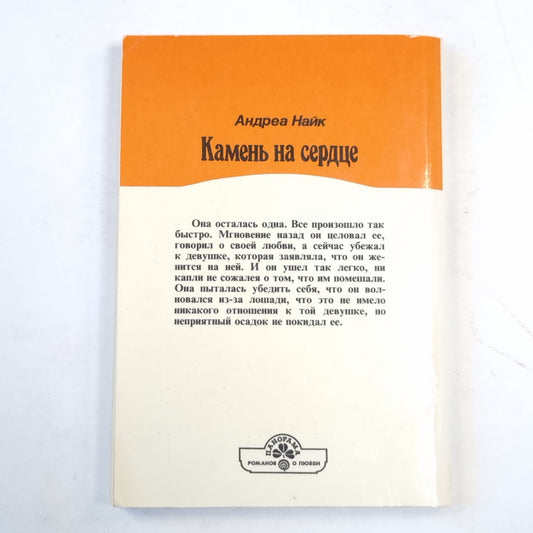 Андреа Найк
Камень на сердце
Она осталась одна. Все произошло так
быстро. Мгновение назад он целовал ее,
говорил о своей любви, а сейчас убежал
к девушке, которая заявляла, что он же-
нится на ней. И он ушел так легко, ни
капли не сожалея о том, что им помешали.
Она пыталась убедить себя, что он вол-
новался из-за лошади, что это не имело
никакого отношения к той девушке, но
неприятный осадок не покидал ее.
ПАНОРАМА
РОМАНОВ О ЛЮБВИ